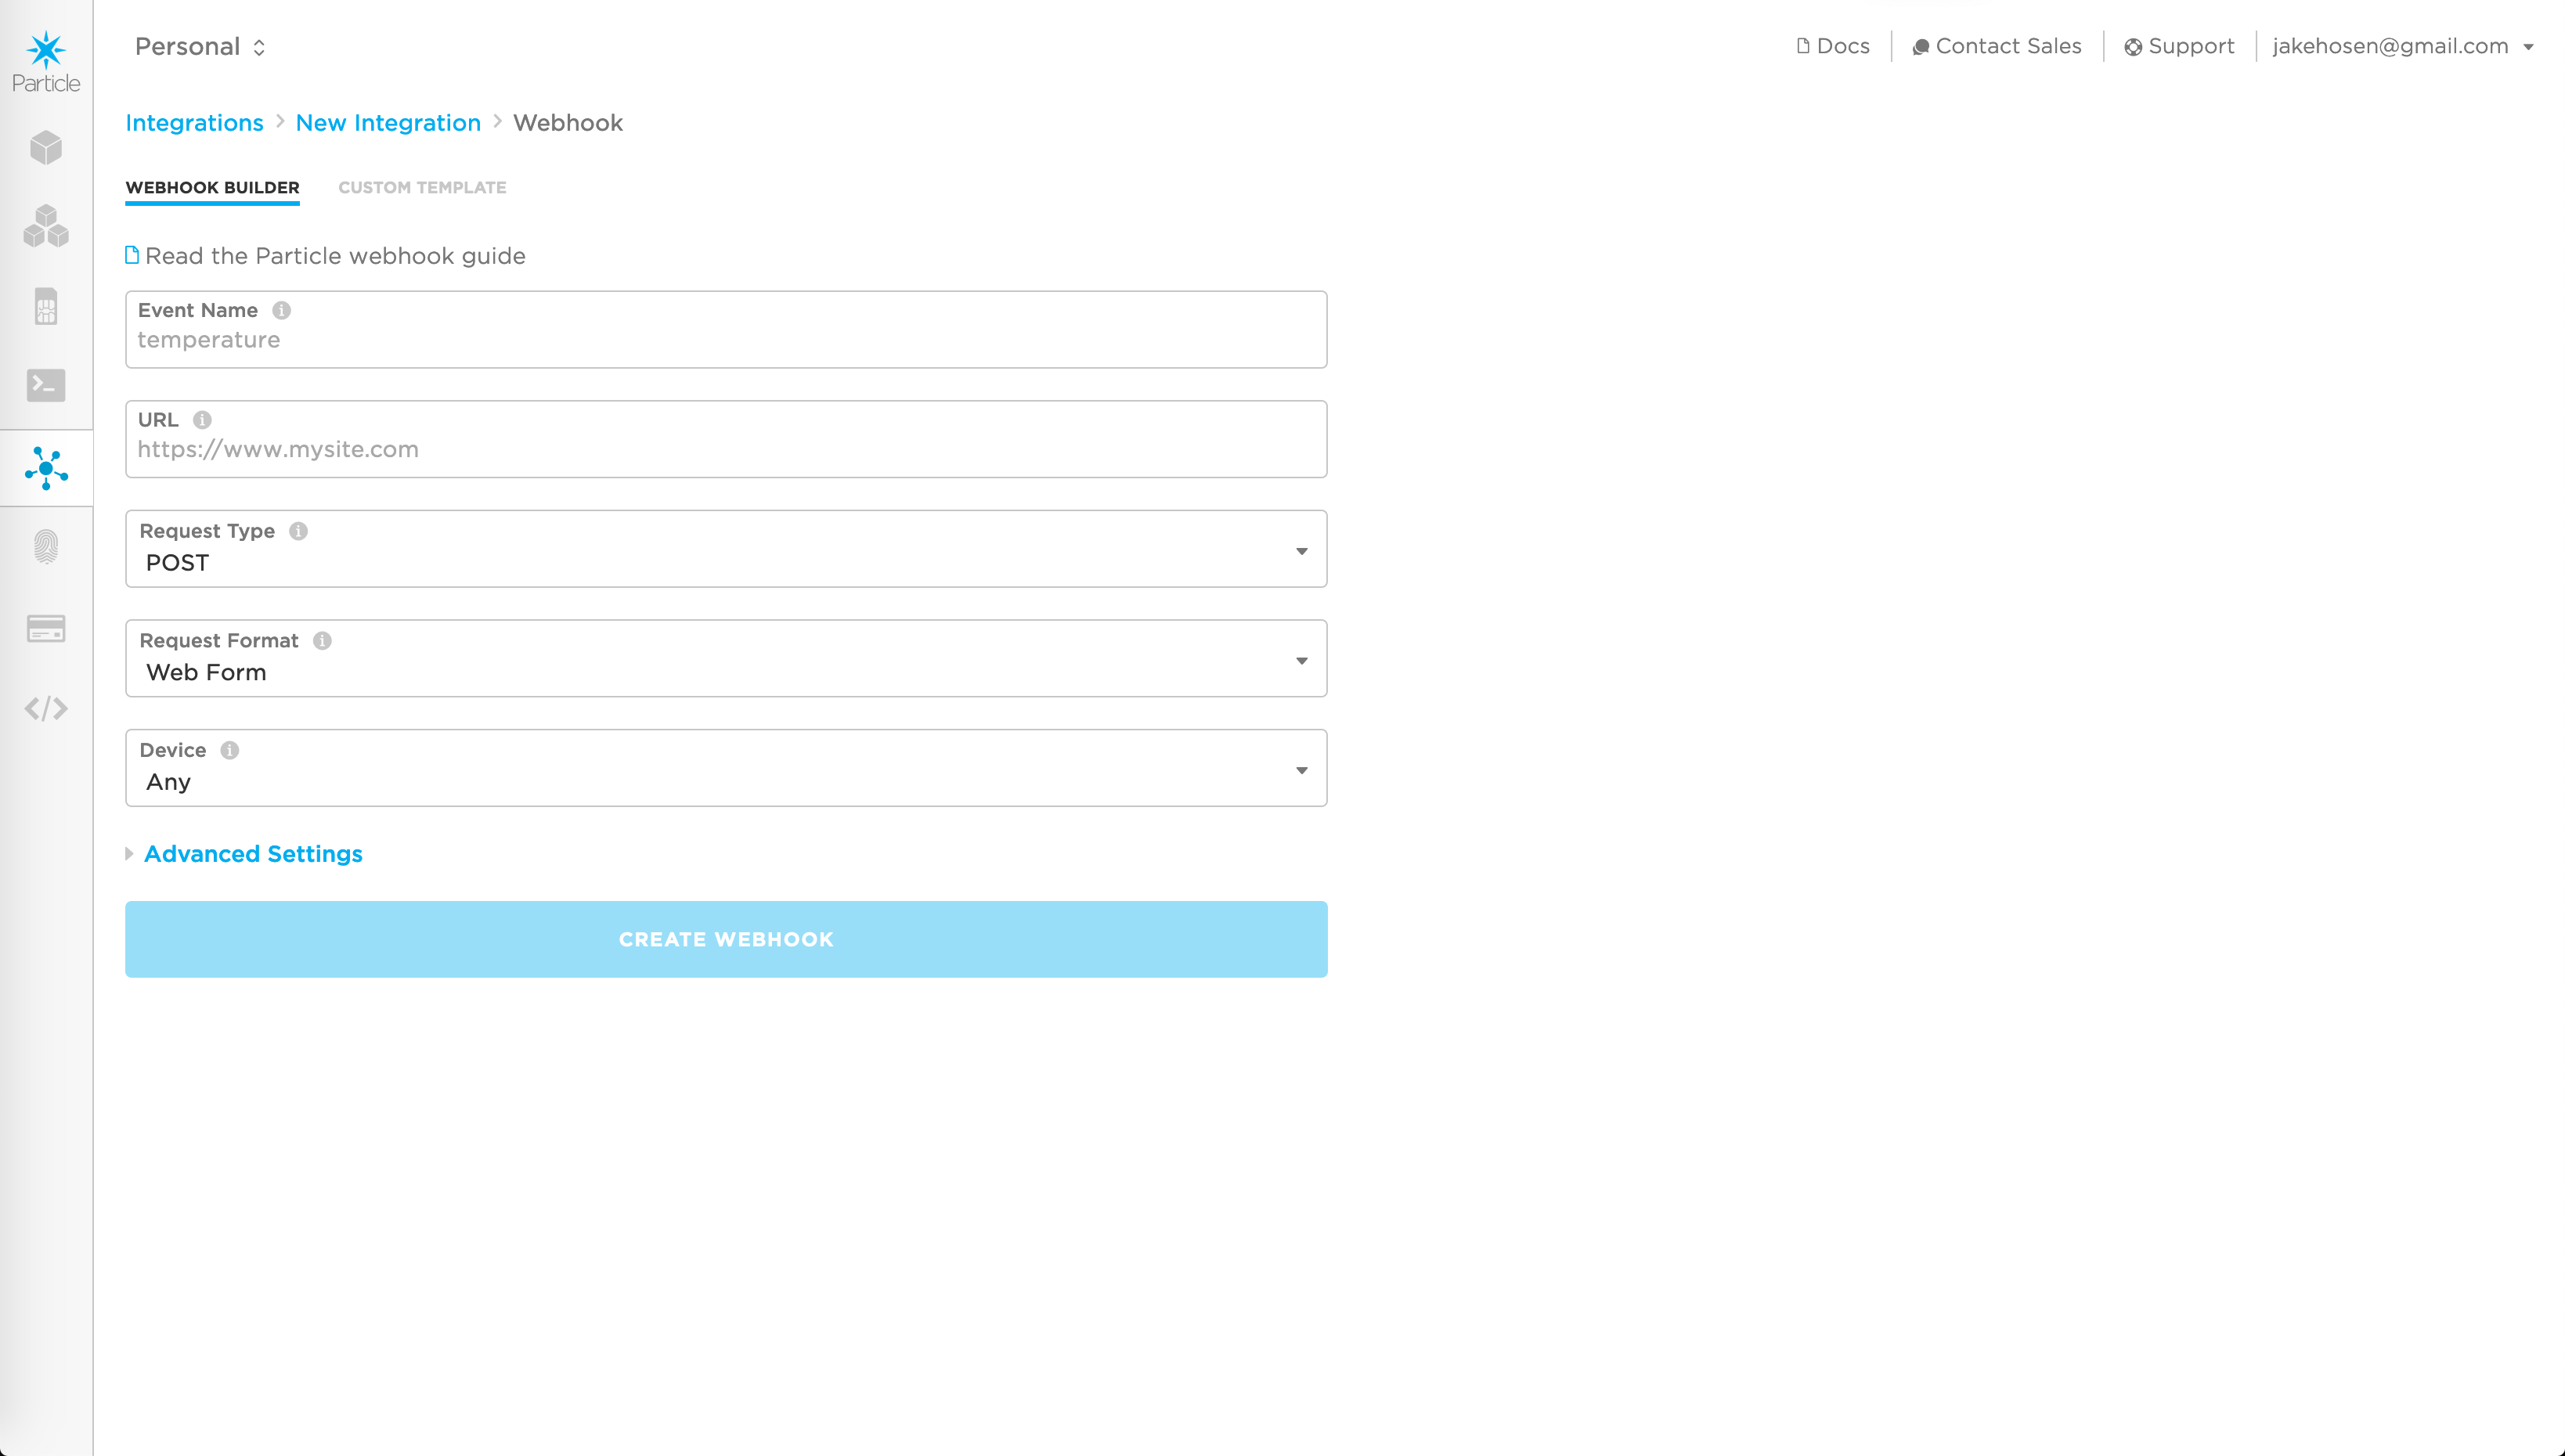 Particle
Personal
Docs
Contact Sales
Support
jakehosen@gmail.com
Integrations > New Integration > Webhook
WEBHOOK BUILDER
CUSTOM TEMPLATE
Read the Particle webhook guide
Event Name
temperature
URL
https://www.mysite.com
Request Type
POST
Request Format
Web Form
Device
Any
Advanced Settings
CREATE WEBHOOK